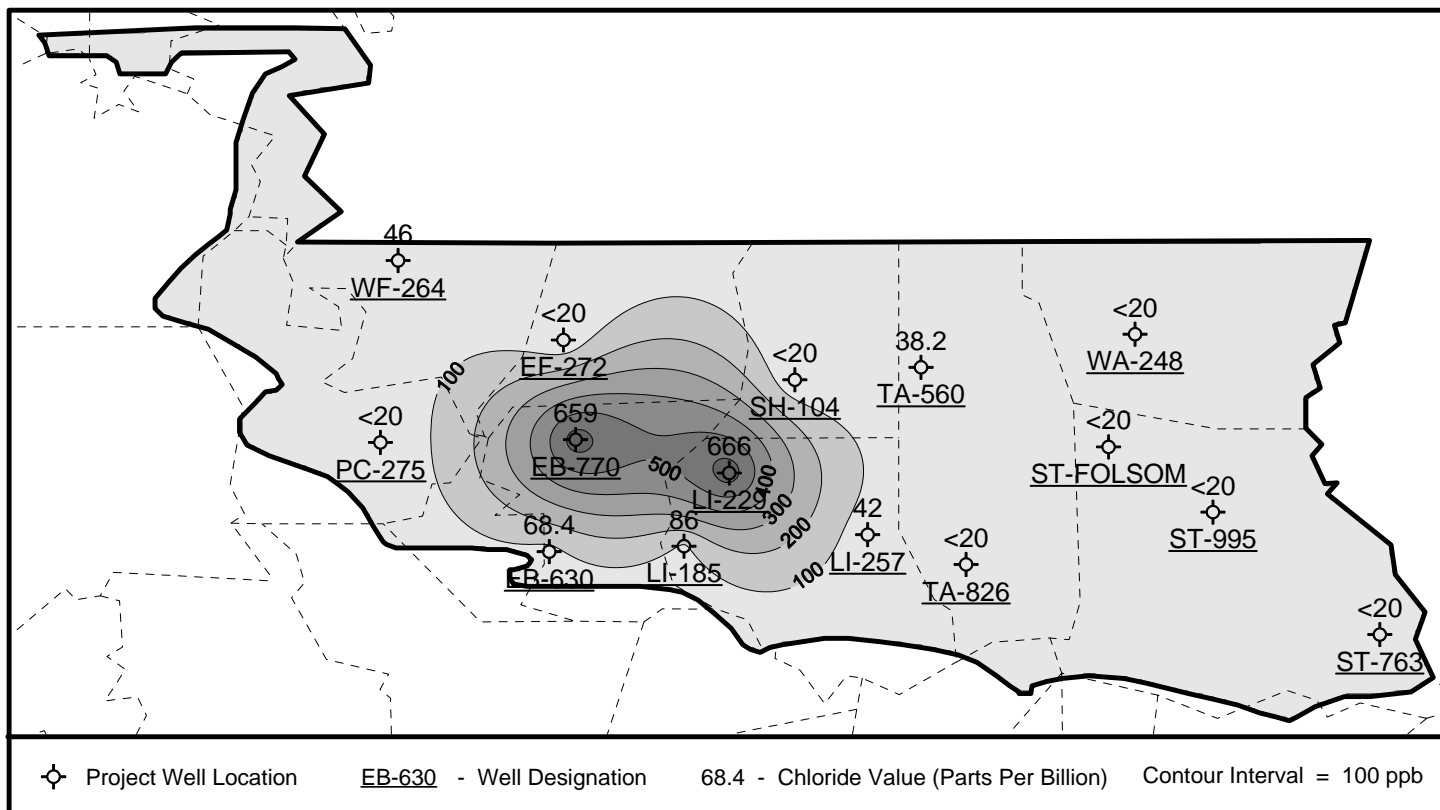 46
WF-264
<20
EF-272
<20
WA-248
38.2
TA-560
<20
SH-104
100
<20
PC-275
659
EB-770
500
666
LI-229
400
300
200
100
<20
ST-FOLSOM
<20
ST-995
68.4
EB-630
86
LI-185
42
LI-257
<20
TA-826
<20
ST-763
Project Well Location
EB-630 - Well Designation
68.4 - Chloride Value (Parts Per Billion)
Contour Interval = 100 ppb